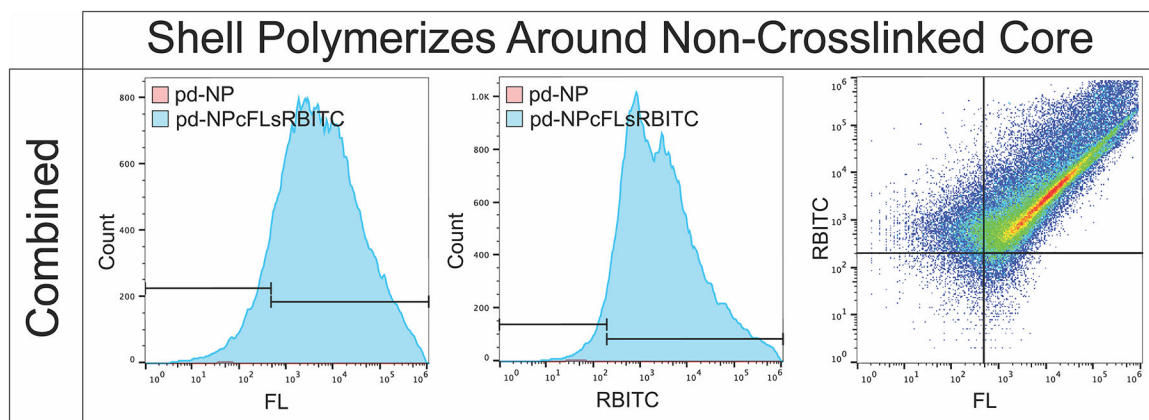 Shell Polymerizes Around Non-Crosslinked Core
Combined
800
600
400
200
0
Count
pd-NP
pd-NPcFLsRBITC
10^0 10^1 10^2 10^3 10^4 10^5 10^6
FL
1.0K
800
600
400
200
0
Count
pd-NP
pd-NPcFLsRBITC
10^0 10^1 10^2 10^3 10^4 10^5 10^6
RBITC
10^6
10^5
10^4
10^3
10^2
10^1
10^0
RBITC
10^0 10^1 10^2 10^3 10^4 10^5 10^6
FL